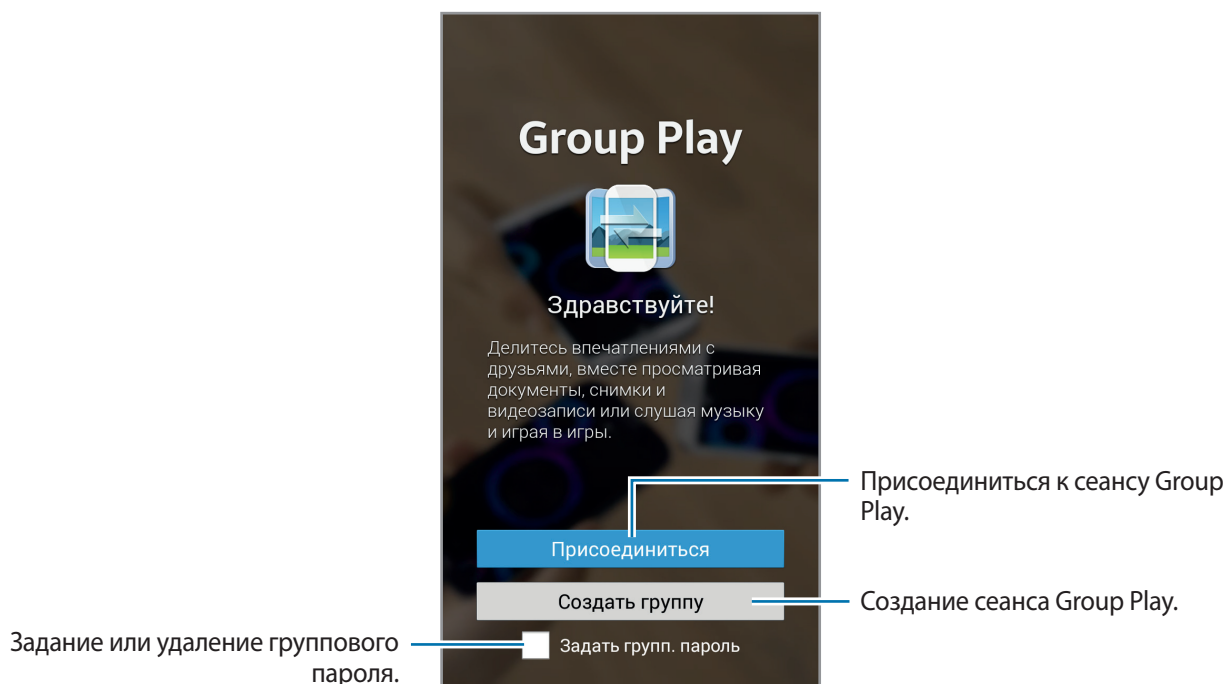 Group Play
Здравствуйте!
Делитесь впечатлениями с
друзьями, вместе просматривая
документы, снимки и
видеозаписи или слушая музыку
и играя в игры.
Присоединиться к сеансу Group
Play.
Присоединиться
Создать группу
Создание сеанса Group Play.
Задание или удаление группового
пароля.
Задать групп. пароль